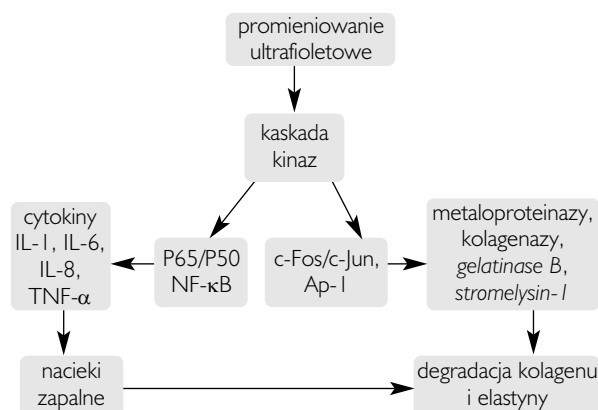 promieniowanie
ultrafioletowe
kaskada
kinaz
cytokiny
IL-1, IL-6,
IL-8,
TNF-α
P65/P50
NF-κB
c-Fos/c-Jun,
Ap-1
metaloproteinazy,
kolagenazy,
gelatinase B,
stromelysin-1
nacieki
zapalne
degradacja kolagenu
i elastyny